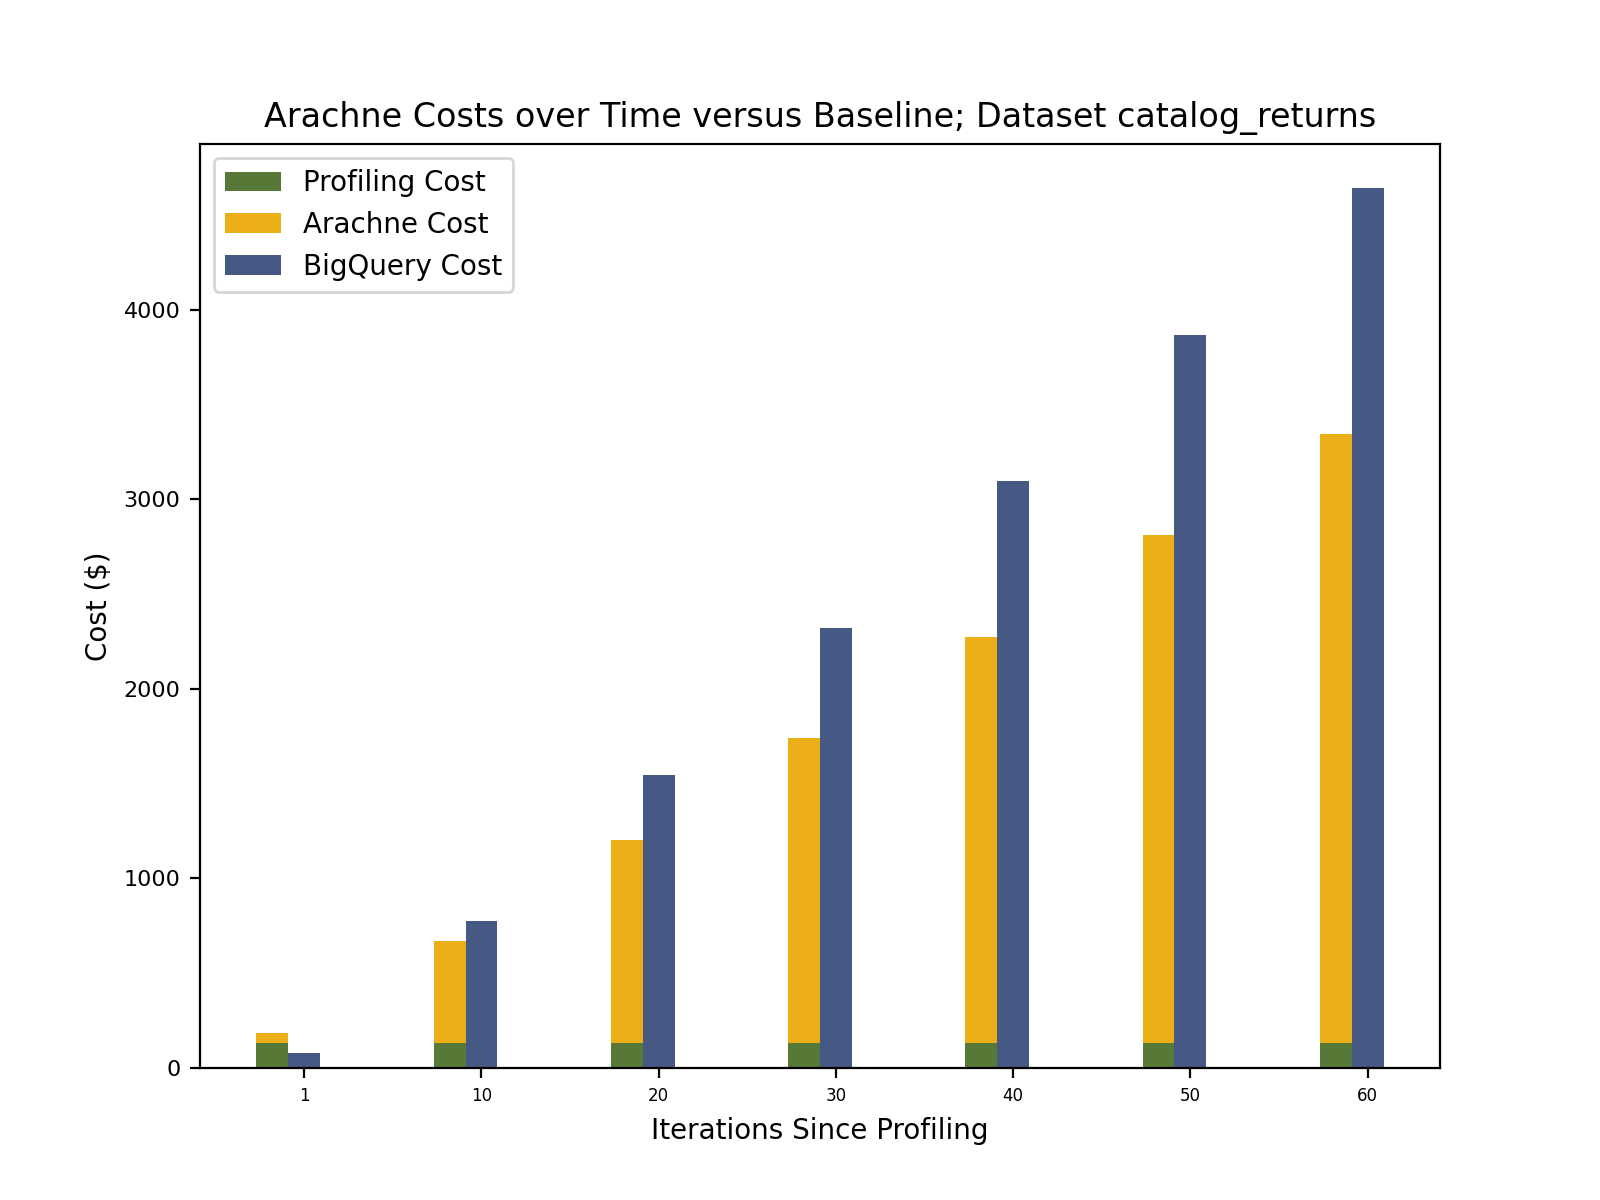 Arachne Costs over Time versus Baseline; Dataset catalog_returns
Profiling Cost
Arachne Cost
BigQuery Cost
4000
3000
2000
1000
0
Cost ($)
1 10 20 30 40 50 60
Iterations Since Profiling